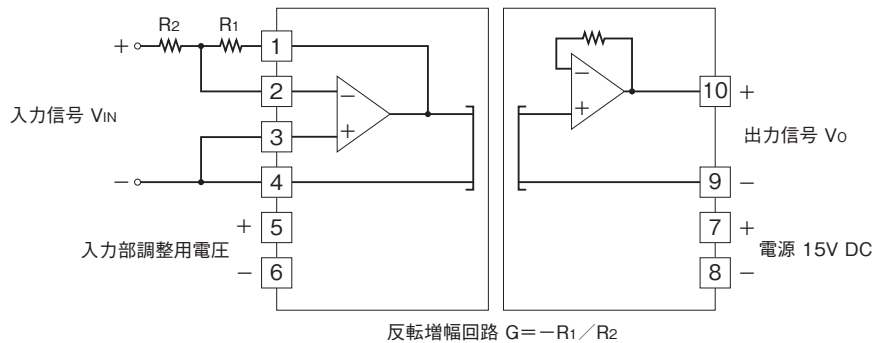 R2 R1
+ 1
2 −
入力信号 VIN
3 +
− 4
+ 5
入力部調整用電圧
− 6
−
+
10 +
出力信号 VO
9 −
7 +
電源 15V DC
8 −
反転増幅回路 G=−R1/R2